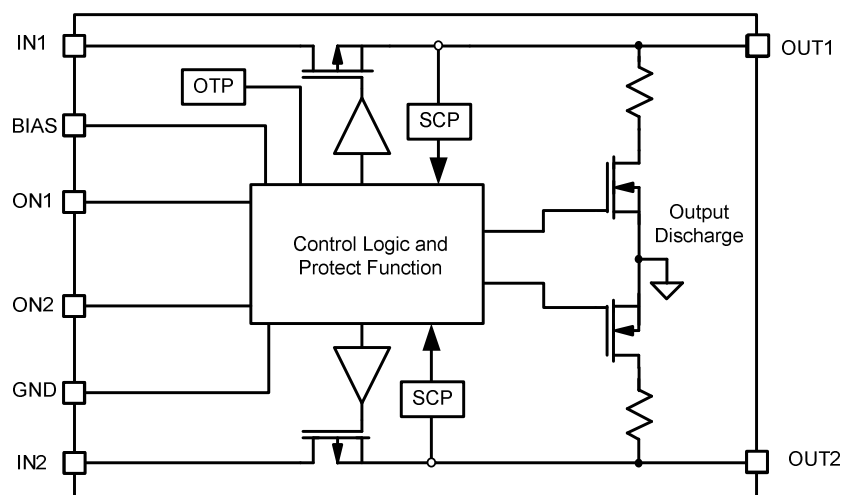 IN1
OUT1
OTP
BIAS
SCP
ON1
Output
Discharge
Control Logic and
Protect Function
ON2
GND
SCP
IN2
OUT2